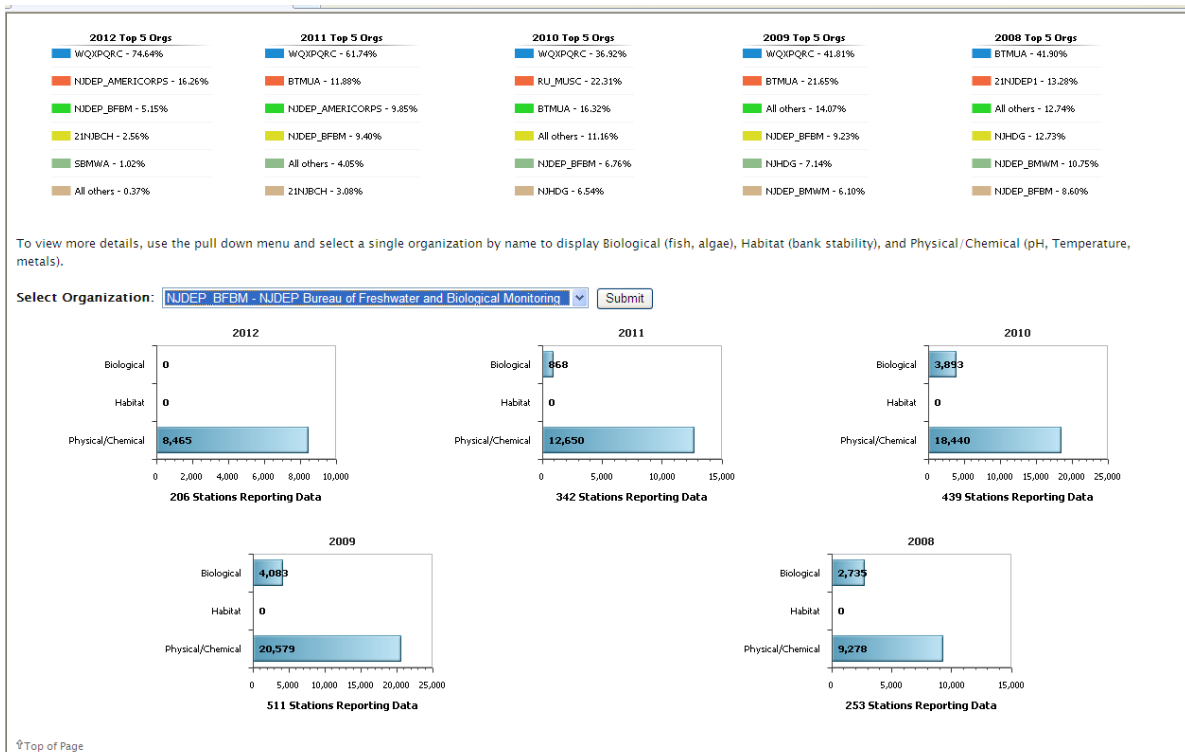 2012 Top 5 Orgs
WQXPQRC - 74.64%
NJDEP_AMERICORPS - 16.26%
NJDEP_BFBM - 5.15%
21NJBCH - 2.56%
SBMWA - 1.02%
All others - 0.37%
2011 Top 5 Orgs
WQXPQRC - 61.74%
BTMUA - 11.88%
NJDEP_AMERICORPS - 9.85%
NJDEP_BFBM - 9.40%
All others - 4.05%
21NJBCH - 3.08%
2010 Top 5 Orgs
WQXPQRC - 36.92%
RU_MUSC - 22.31%
BTMUA - 16.32%
All others - 11.16%
NJDEP_BFBM - 6.76%
NJHDG - 6.54%
2009 Top 5 Orgs
WQXPQRC - 41.81%
BTMUA - 21.65%
All others - 14.07%
NJDEP_BFBM - 9.23%
NJHDG - 7.14%
NJDEP_BMWM - 6.10%
2008 Top 5 Orgs
BTMUA - 41.90%
21NJDEP1 - 13.28%
All others - 12.74%
NJHDG - 12.73%
NJDEP_BMWM - 10.75%
NJDEP_BFBM - 8.60%
To view more details, use the pull down menu and select a single organization by name to display Biological (fish, algae), Habitat (bank stability), and Physical/Chemical (pH, Temperature,
metals).
Select Organization: NJDEP_BFBM - NJDEP Bureau of Freshwater and Biological Monitoring Submit
2012
Biological 0
Habitat 0
Physical/Chemical 8,465
0 2,000 4,000 6,000 8,000 10,000
206 Stations Reporting Data
2011
Biological 868
Habitat 0
Physical/Chemical 12,650
0 5,000 10,000 15,000
342 Stations Reporting Data
2010
Biological 3,893
Habitat 0
Physical/Chemical 18,440
0 5,000 10,000 15,000 20,000 25,000
439 Stations Reporting Data
2009
Biological 4,083
Habitat 0
Physical/Chemical 20,579
0 5,000 10,000 15,000 20,000 25,000
511 Stations Reporting Data
2008
Biological 2,735
Habitat 0
Physical/Chemical 9,278
0 5,000 10,000 15,000
253 Stations Reporting Data
⇧Top of Page